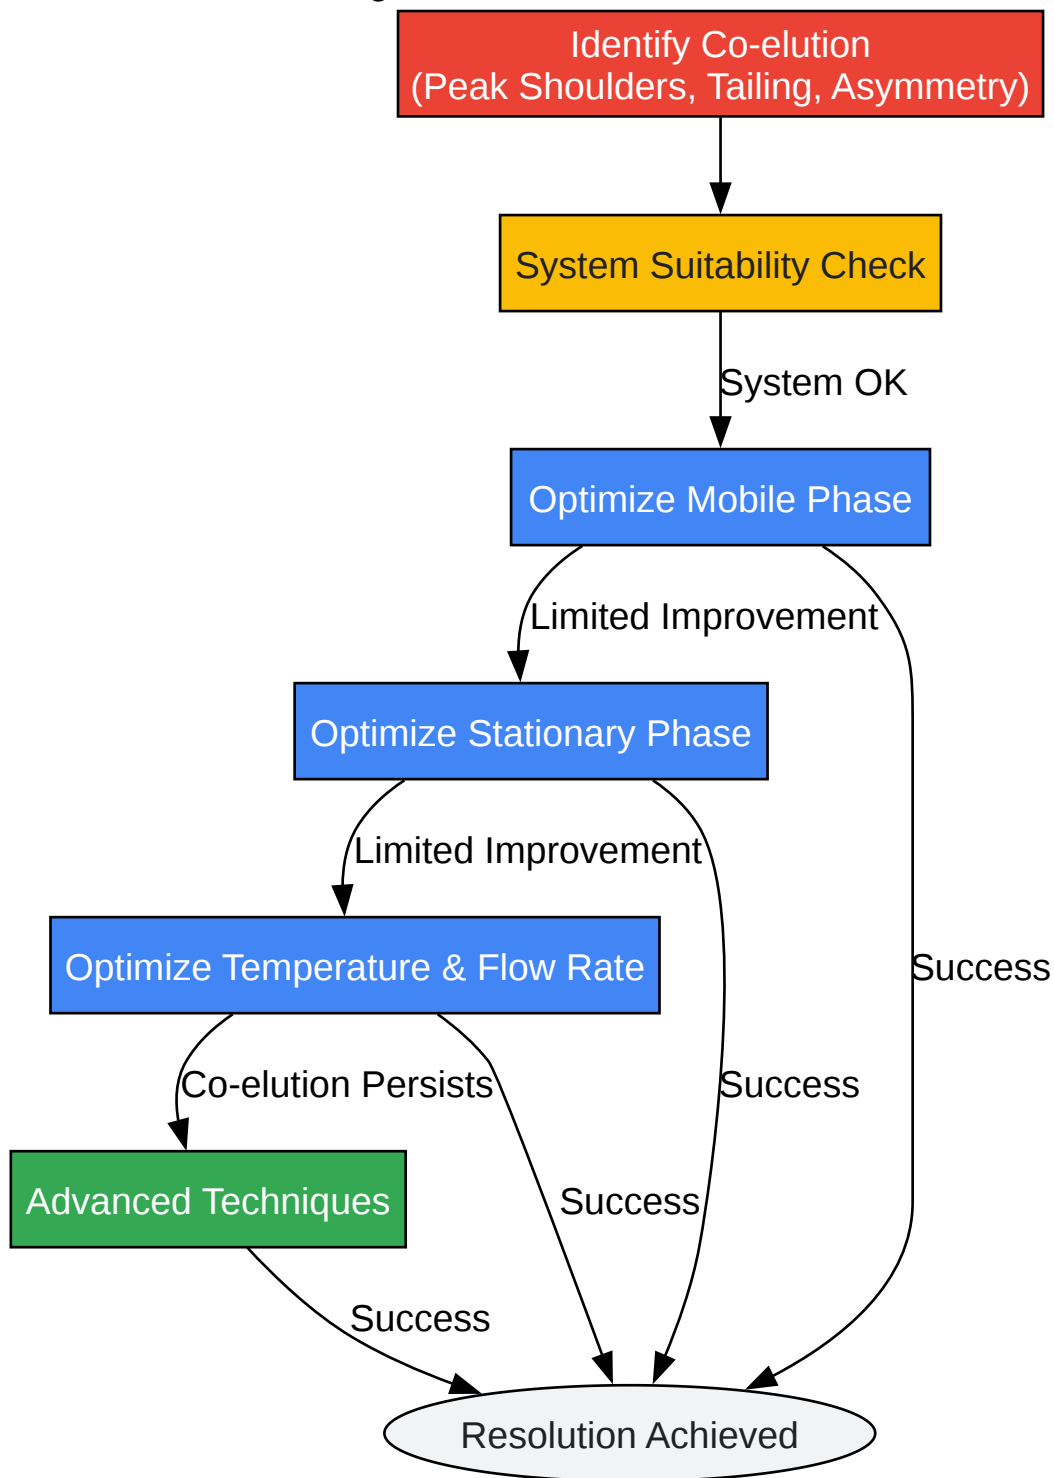 Identify Co-elution
(Peak Shoulders, Tailing, Asymmetry)
System Suitability Check
System OK
Optimize Mobile Phase
Limited Improvement
Optimize Stationary Phase
Limited Improvement
Optimize Temperature & Flow Rate
Success
Co-elution Persists
Success
Advanced Techniques
Success
Success
Resolution Achieved